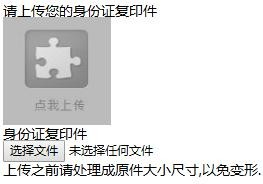 请上传您的身份证复印件
点我上传
身份证复印件
选择文件 未选择任何文件
上传之前请处理成原件大小尺寸,以免变形.